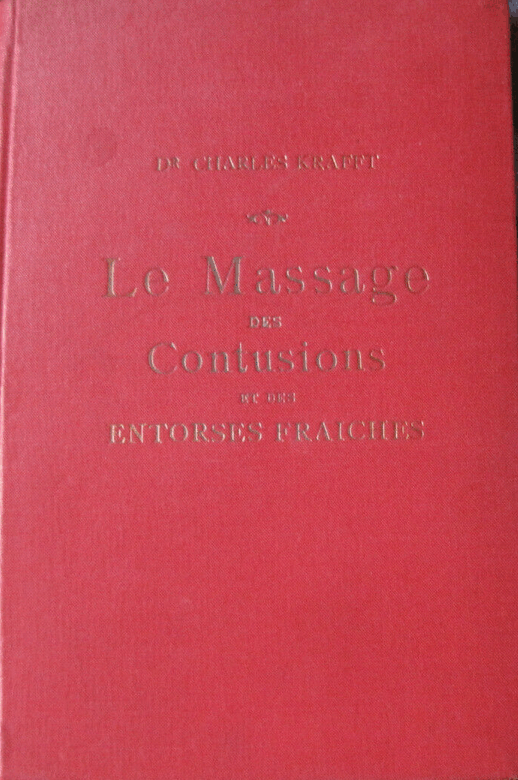 DR CHARLES KRAFFT
Le Massage
DES
Contusions
ET DES
ENTORSES FRAICHES